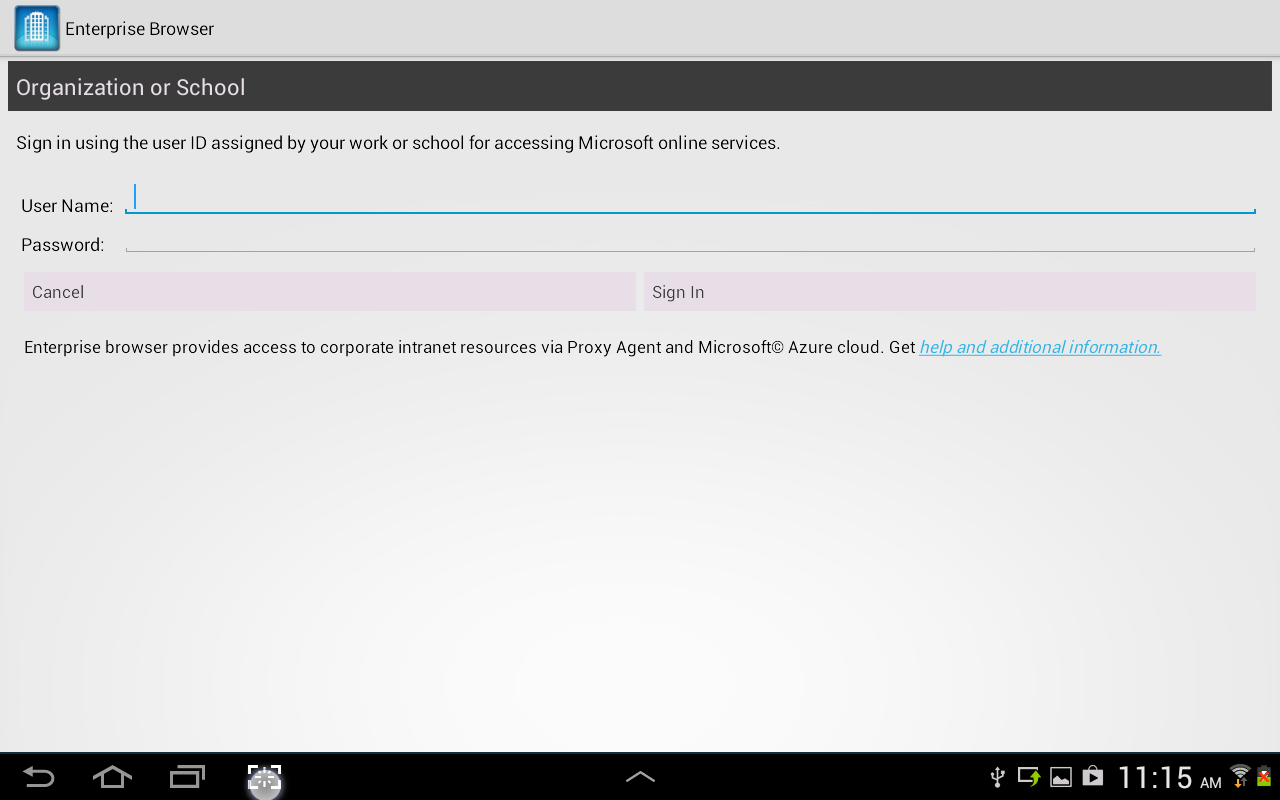 Enterprise Browser
Organization or School
Sign in using the user ID assigned by your work or school for accessing Microsoft online services.
User Name:
Password:
Cancel
Sign In
Enterprise browser provides access to corporate intranet resources via Proxy Agent and Microsoft© Azure cloud. Get help and additional information.
11:15 AM